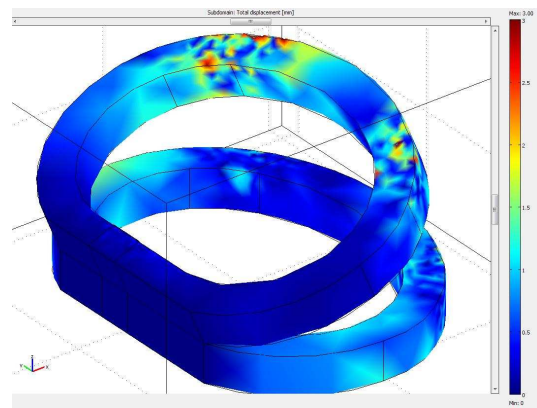 Subdomain: Total displacement [mm]
Max: 3.00
3
2.5
2
1.5
1
0.5
0
Min: 0
z
y
x